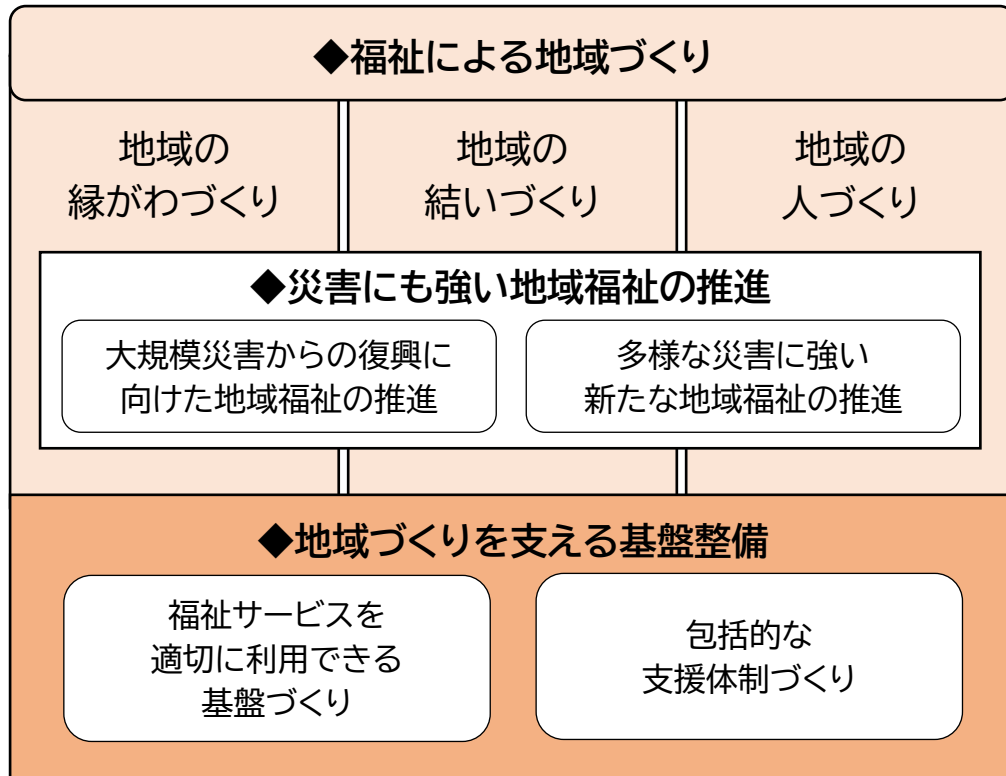 ◆福祉による地域づくり
地域の
縁がわづくり
地域の
結いづくり
地域の
人づくり
◆災害にも強い地域福祉の推進
大規模災害からの復興に
向けた地域福祉の推進
多様な災害に強い
新たな地域福祉の推進
◆地域づくりを支える基盤整備
福祉サービスを
適切に利用できる
基盤づくり
包括的な
支援体制づくり